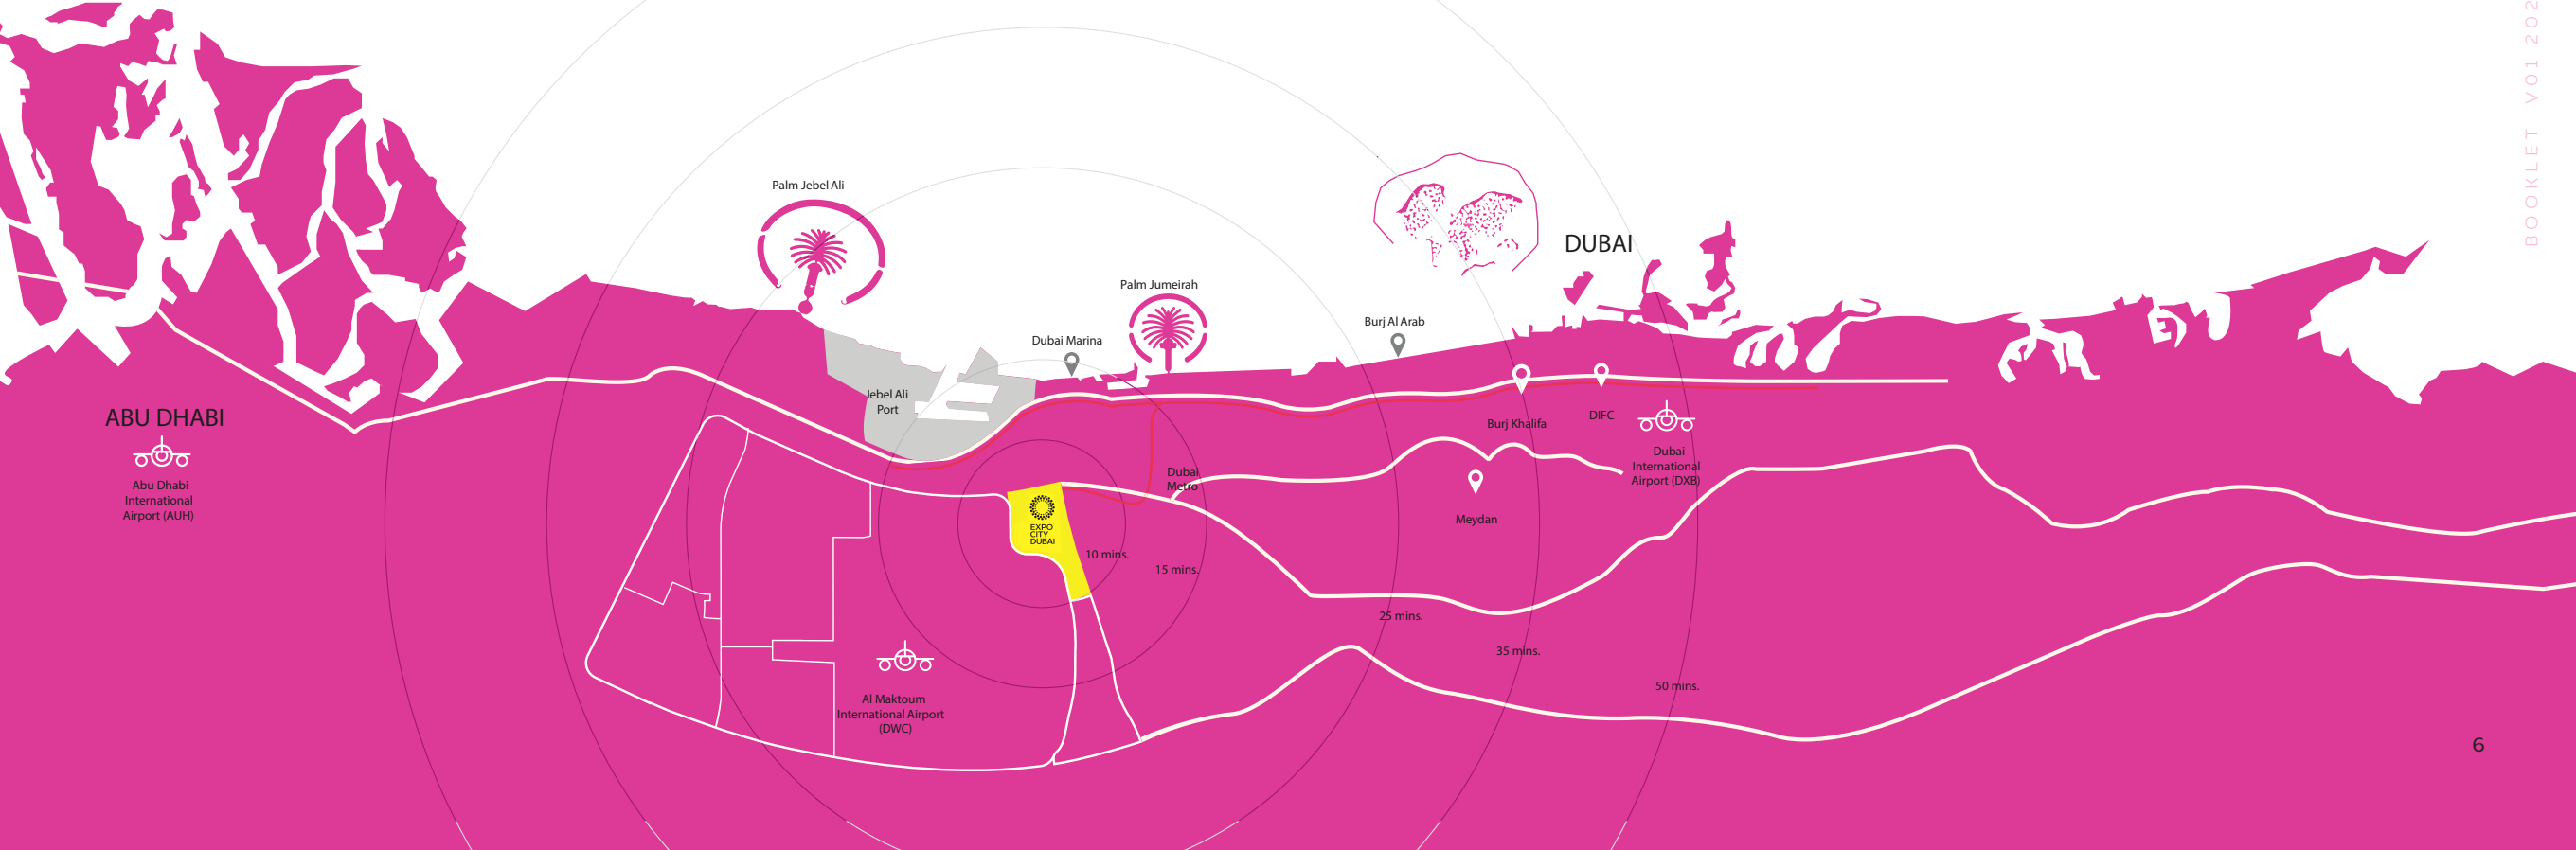 BOOKLET V01 202
Palm Jebel Ali
DUBAI
Palm Jumeirah
Burj Al Arab
Dubai Marina
Jebel Ali
Port
ABU DHABI
Burj Khalifa
DIFC
Dubai
International
Airport (DXB)
Dubai
Metro
Abu Dhabi
International
Airport (AUH)
Meydan
EXPO
CITY
DUBAI
10 mins.
15 mins.
25 mins.
35 mins.
50 mins.
Al Maktoum
International Airport
(DWC)
6